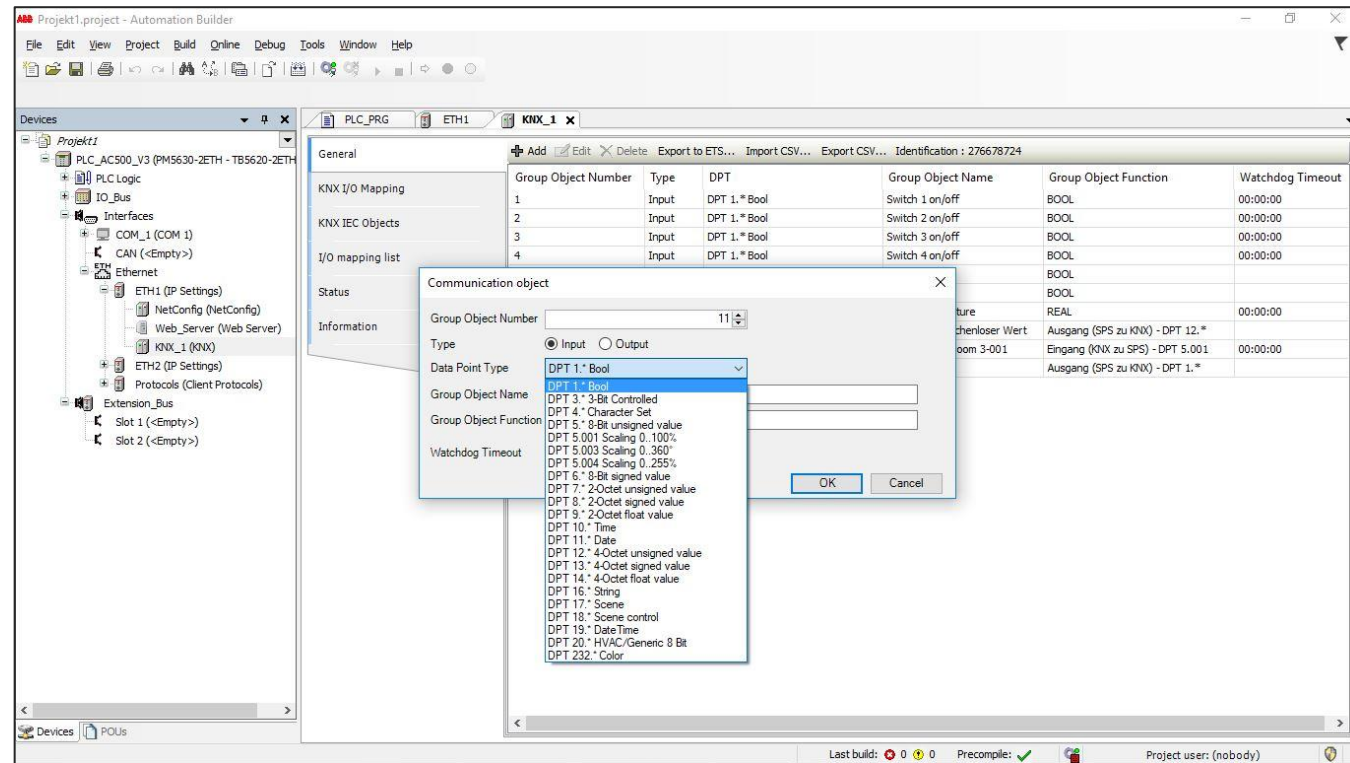 ABB Projekt1.project - Automation Builder
File Edit View Project Build Online Debug Tools Window Help
Devices
Projekt1
PLC_AC500_V3 (PM5630-2ETH - TB5620-2ETH
PLC Logic
IO_Bus
Interfaces
COM_1 (COM 1)
CAN (<Empty>)
Ethernet
ETH1 (IP Settings)
NetConfig (NetConfig)
Web_Server (Web Server)
KNX_1 (KNX)
ETH2 (IP Settings)
Protocols (Client Protocols)
Extension_Bus
Slot 1 (<Empty>)
Slot 2 (<Empty>)
Devices POUs
PLC_PRG ETH1 KNX_1
General
KNX I/O Mapping
KNX IEC Objects
I/O mapping list
Status
Information
Add Edit Delete Export to ETS... Import CSV... Export CSV... Identification : 276678724
Group Object Number Type DPT Group Object Name Group Object Function Watchdog Timeout
1 Input DPT 1.* Bool Switch 1 on/off BOOL 00:00:00
2 Input DPT 1.* Bool Switch 2 on/off BOOL 00:00:00
3 Input DPT 1.* Bool Switch 3 on/off BOOL 00:00:00
4 Input DPT 1.* Bool Switch 4 on/off BOOL 00:00:00
BOOL
BOOL
ture REAL 00:00:00
chenloser Wert Ausgang (SPS zu KNX) - DPT 12.*
oom 3-001 Eingang (KNX zu SPS) - DPT 5.001 00:00:00
Ausgang (SPS zu KNX) - DPT 1.*
Communication object
Group Object Number 11
Type Input Output
Data Point Type DPT 1.* Bool
Group Object Name
Group Object Function
Watchdog Timeout
DPT 1.* Bool
DPT 3.* 3-Bit Controlled
DPT 4.* Character Set
DPT 5.* 8-Bit unsigned value
DPT 5.001 Scaling 0..100%
DPT 5.003 Scaling 0..360°
DPT 5.004 Scaling 0..255%
DPT 6.* 8-Bit signed value
DPT 7.* 2-Octet unsigned value
DPT 8.* 2-Octet signed value
DPT 9.* 2-Octet float value
DPT 10.* Time
DPT 11.* Date
DPT 12.* 4-Octet unsigned value
DPT 13.* 4-Octet signed value
DPT 14.* 4-Octet float value
DPT 16.* String
DPT 17.* Scene
DPT 18.* Scene control
DPT 19.* DateTime
DPT 20.* HVAC/Generic 8 Bit
DPT 232.* Color
OK Cancel
Last build: 0 0 Precompile: Project user: (nobody)